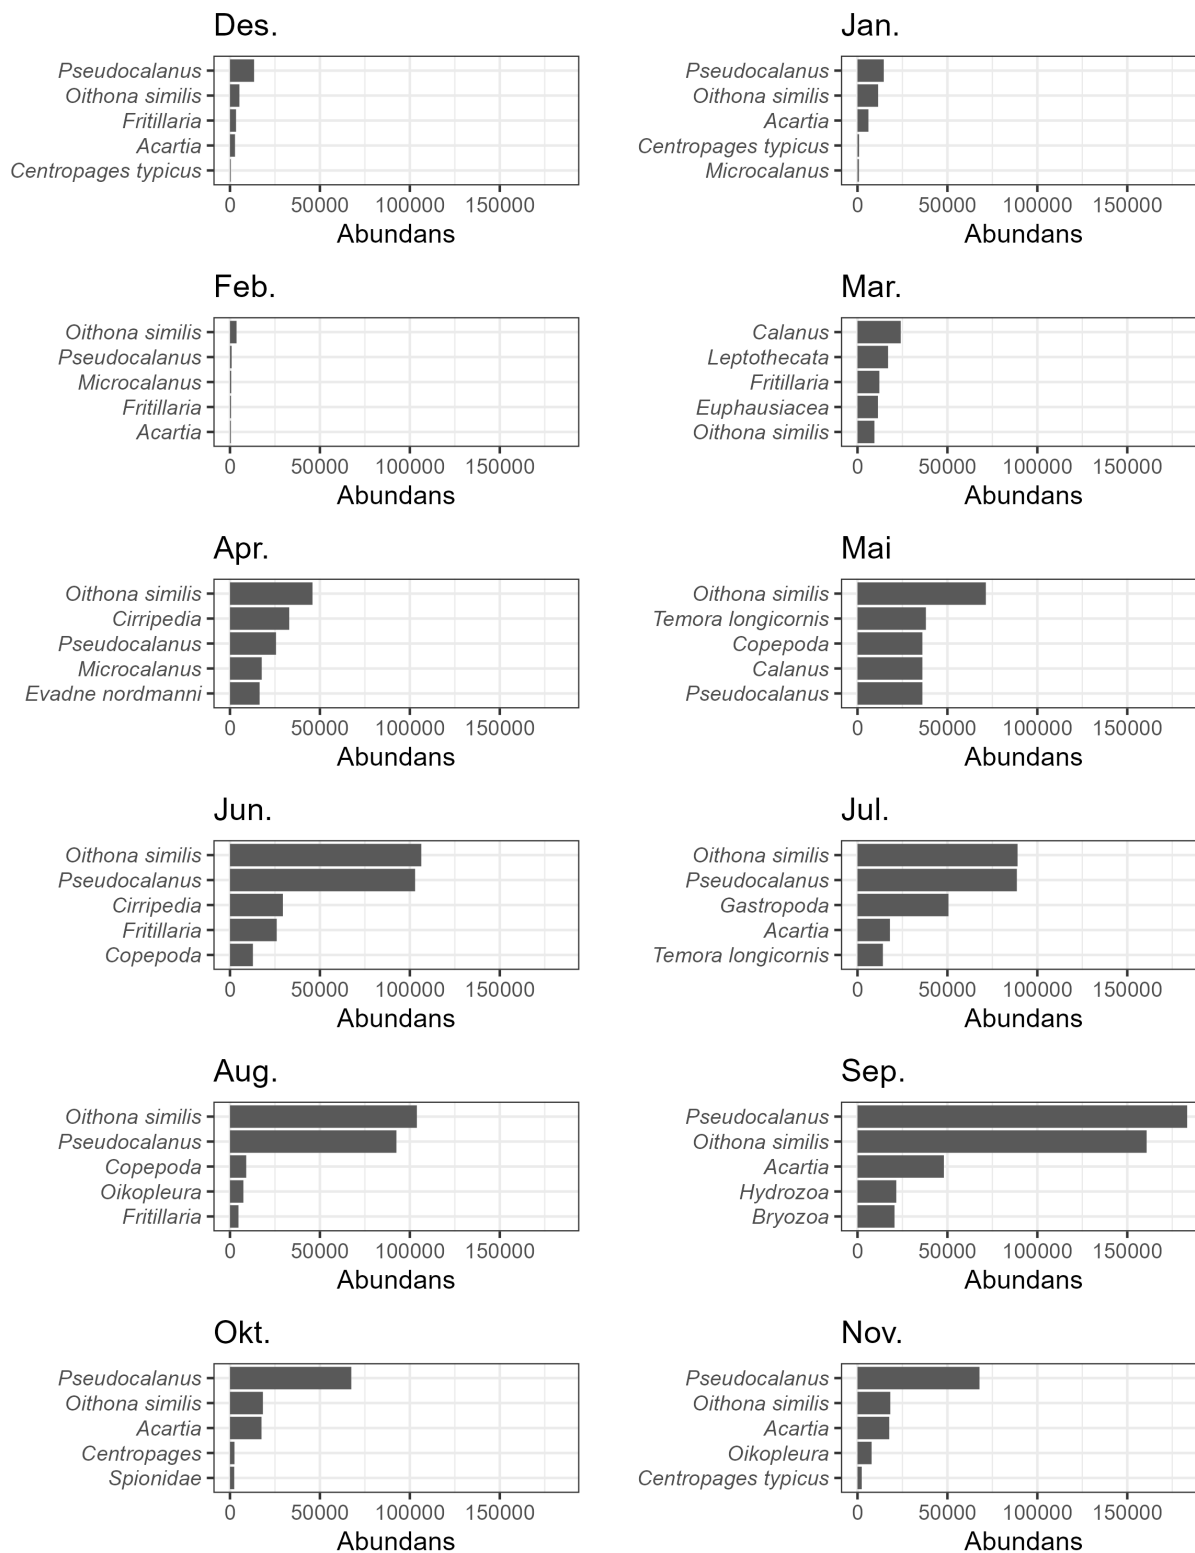 Des.
Pseudocalanus
Oithona similis
Fritillaria
Acartia
Centropages typicus
0 50000 100000 150000
Abundans
Jan.
Pseudocalanus
Oithona similis
Acartia
Centropages typicus
Microcalanus
0 50000 100000 150000
Abundans
Feb.
Oithona similis
Pseudocalanus
Microcalanus
Fritillaria
Acartia
0 50000 100000 150000
Abundans
Mar.
Calanus
Leptothecata
Fritillaria
Euphausiacea
Oithona similis
0 50000 100000 150000
Abundans
Apr.
Oithona similis
Cirripedia
Pseudocalanus
Microcalanus
Evadne nordmanni
0 50000 100000 150000
Abundans
Mai
Oithona similis
Temora longicornis
Copepoda
Calanus
Pseudocalanus
0 50000 100000 150000
Abundans
Jun.
Oithona similis
Pseudocalanus
Cirripedia
Fritillaria
Copepoda
0 50000 100000 150000
Abundans
Jul.
Oithona similis
Pseudocalanus
Gastropoda
Acartia
Temora longicornis
0 50000 100000 150000
Abundans
Aug.
Oithona similis
Pseudocalanus
Copepoda
Oikopleura
Fritillaria
0 50000 100000 150000
Abundans
Sep.
Pseudocalanus
Oithona similis
Acartia
Hydrozoa
Bryozoa
0 50000 100000 150000
Abundans
Okt.
Pseudocalanus
Oithona similis
Acartia
Centropages
Spionidae
0 50000 100000 150000
Abundans
Nov.
Pseudocalanus
Oithona similis
Acartia
Oikopleura
Centropages typicus
0 50000 100000 150000
Abundans